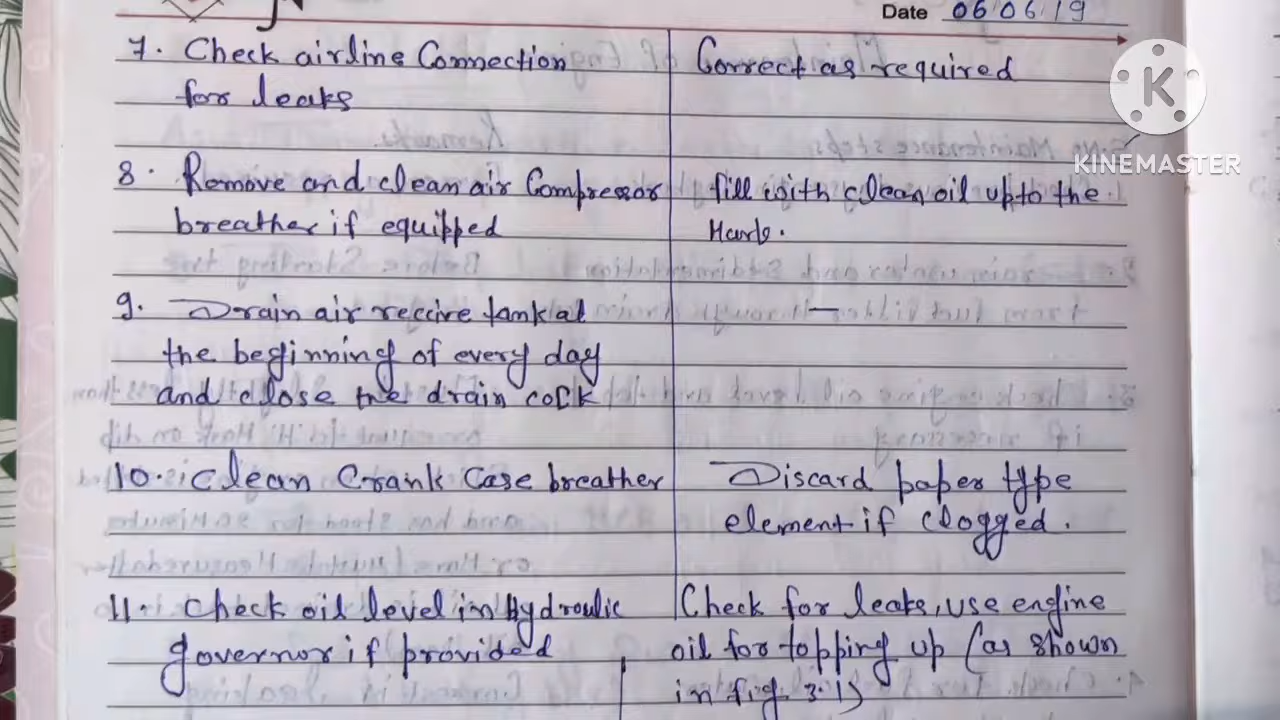 Date 06/06/19
7. Check airline Connection
for leaks
Correct as required
8. Remove and clean air Compressor
breather if equipped
fill with clean oil upto the
Mark.
9. Drain air recive tank at
the beginning of every day
and close the drain cock
—
10. Clean Crank Case breather
Discard paper type
element if clogged.
11. Check oil level in Hydroulic
governor if provided
Check for leaks, use engine
oil for topping up (as shown
in fig 3.1)
K
KINEMASTER